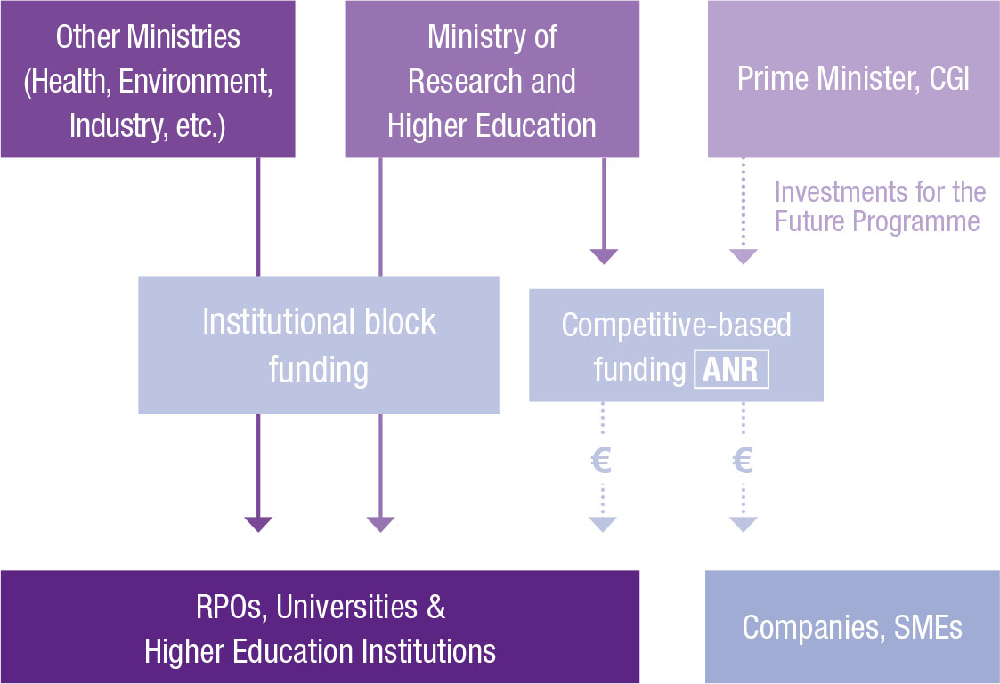 Other Ministries
(Health, Environment,
Industry, etc.)
Ministry of
Research and
Higher Education
Prime Minister, CGI
Investments for the
Future Programme
Institutional block
funding
Competitive-based
funding ANR
€
€
RPOs, Universities &
Higher Education Institutions
Companies, SMEs